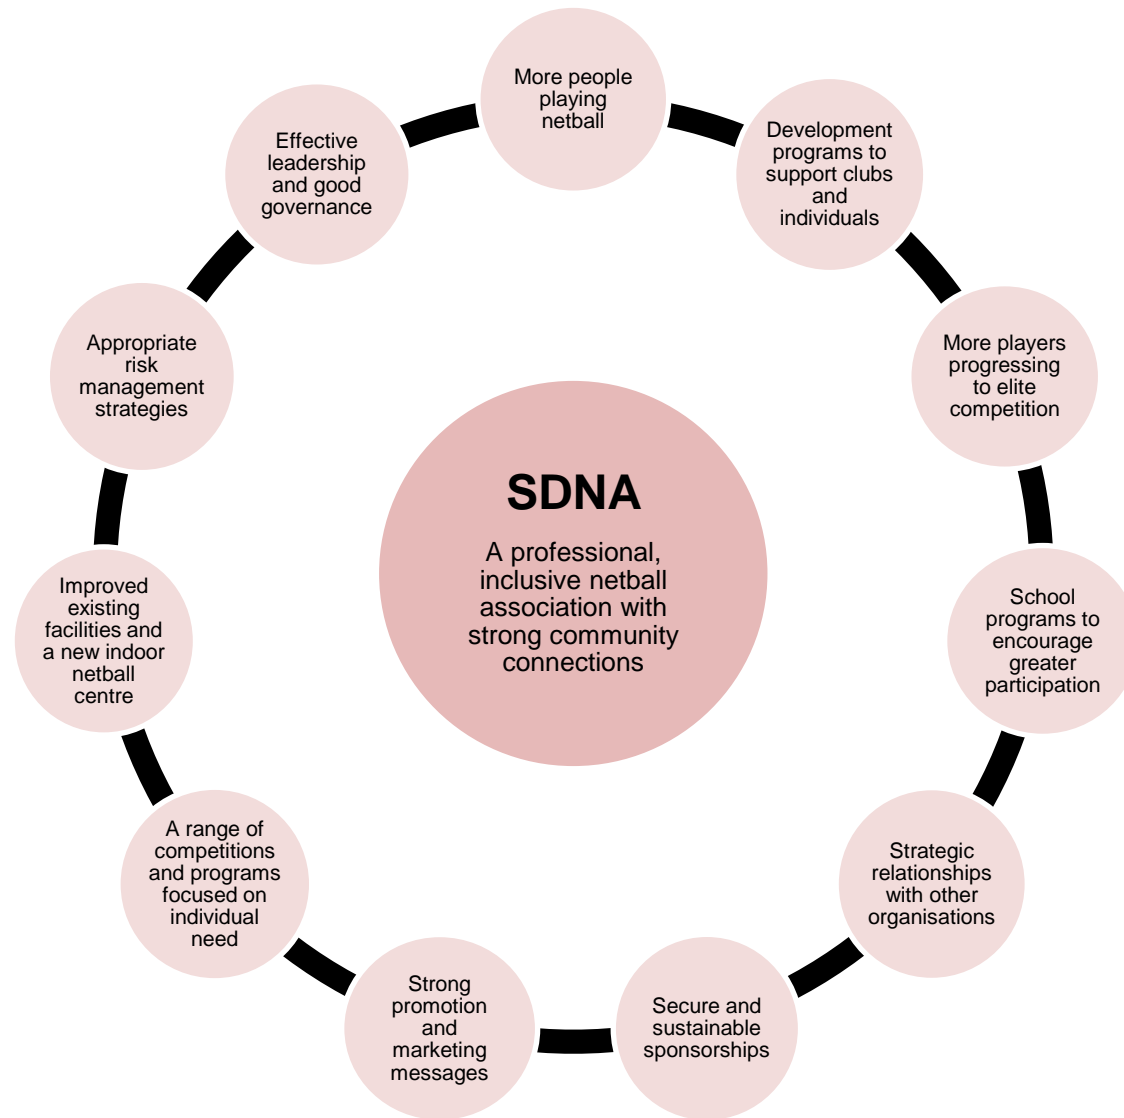 More people
playing
netball
Development
programs to
support clubs
and
individuals
More players
progressing
to elite
competition
School
programs to
encourage
greater
participation
Strategic
relationships
with other
organisations
Secure and
sustainable
sponsorships
Strong
promotion
and
marketing
messages
A range of
competitions
and programs
focused on
individual
need
Improved
existing
facilities and
a new indoor
netball
centre
Appropriate
risk
management
strategies
Effective
leadership
and good
governance
SDNA
A professional,
inclusive netball
association with
strong community
connections